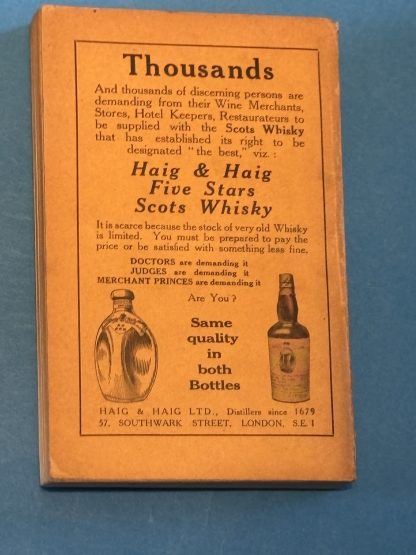 Thousands
And thousands of discerning persons are
demanding from their Wine Merchants,
Stores, Hotel Keepers, Restaurateurs to
be supplied with the Scots Whisky
that has established its right to be
designated "the best," viz. :
Haig & Haig
Five Stars
Scots Whisky
It is scarce because the stock of very old Whisky
is limited. You must be prepared to pay the
price or be satisfied with something less fine.
DOCTORS are demanding it
JUDGES are demanding it
MERCHANT PRINCES are demanding it
Are You ?
Same
quality
in
both
Bottles
HAIG & HAIG LTD., Distillers since 1679
57, SOUTHWARK STREET, LONDON, S.E. 1